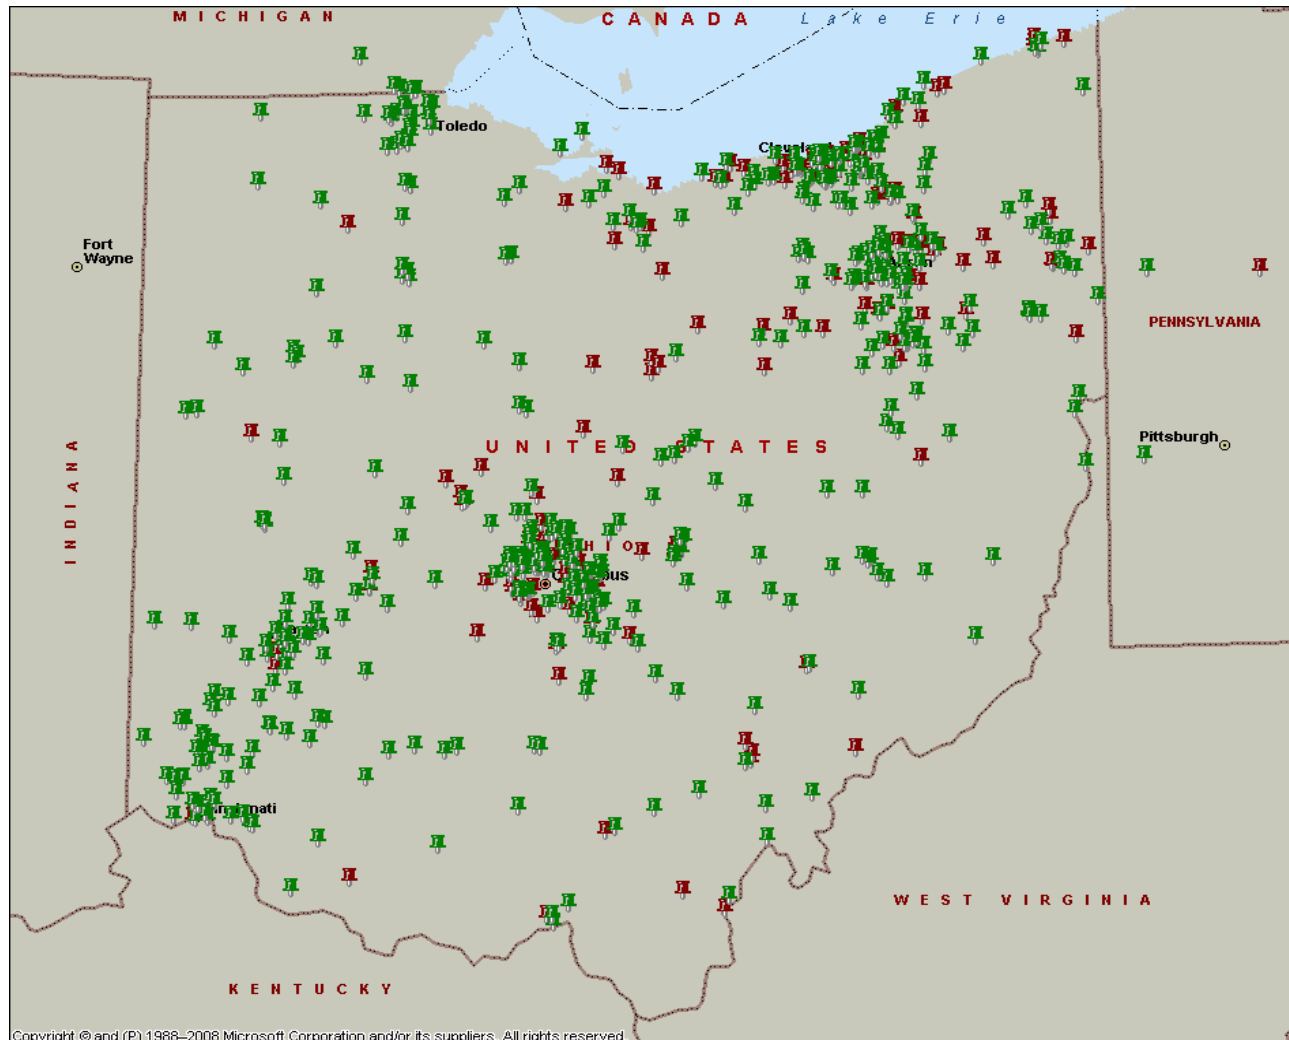 MICHIGAN
CANADA
Lake Erie
Toledo
Fort
Wayne
PENNSYLVANIA
Pittsburgh
UNITED STATES
INDIANA
WEST VIRGINIA
KENTUCKY
Copyright © and (P) 1988–2008 Microsoft Corporation and/or its suppliers. All rights reserved.